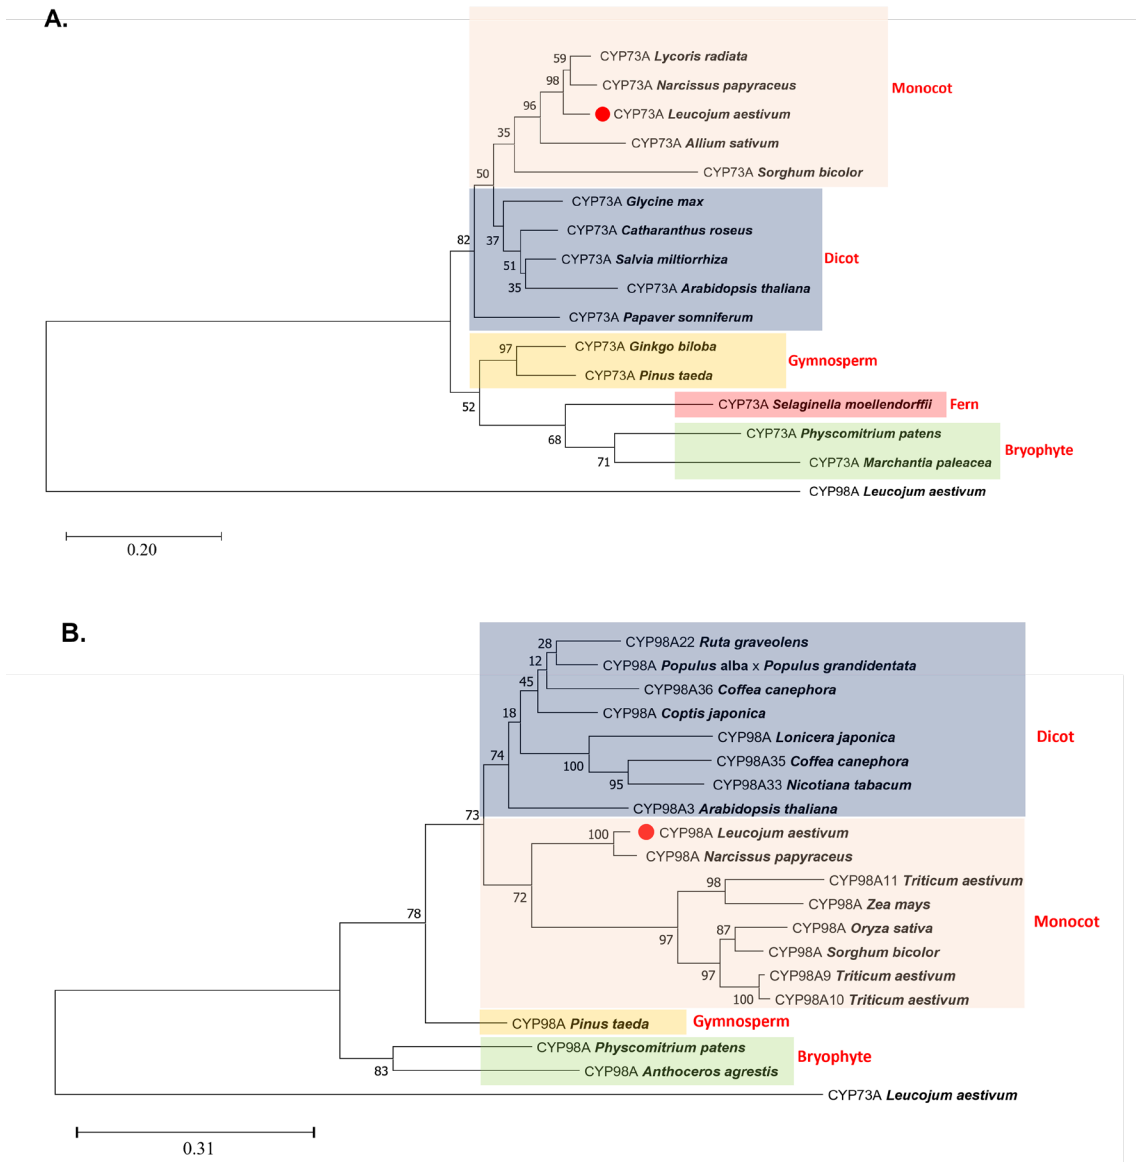 A.
59
CYP73A Lycoris radiata
98
CYP73A Narcissus papyraceus
Monocot
96
CYP73A Leucojum aestivum
35
CYP73A Allium sativum
50
CYP73A Sorghum bicolor
CYP73A Glycine max
82
37
CYP73A Catharanthus roseus
51
CYP73A Salvia miltiorrhiza
Dicot
35
CYP73A Arabidopsis thaliana
CYP73A Papaver somniferum
97
CYP73A Ginkgo biloba
Gymnosperm
CYP73A Pinus taeda
52
CYP73A Selaginella moellendorffii
Fern
68
CYP73A Physcomitrium patens
Bryophyte
71
CYP73A Marchantia paleacea
CYP98A Leucojum aestivum
0.20
B.
28
CYP98A22 Ruta graveolens
12
CYP98A Populus alba x Populus grandidentata
45
CYP98A36 Coffea canephora
18
CYP98A Coptis japonica
CYP98A Lonicera japonica
Dicot
74
100
CYP98A35 Coffea canephora
95
CYP98A33 Nicotiana tabacum
73
CYP98A3 Arabidopsis thaliana
100
CYP98A Leucojum aestivum
CYP98A Narcissus papyraceus
72
98
CYP98A11 Triticum aestivum
CYP98A Zea mays
78
97
87
CYP98A Oryza sativa
Monocot
CYP98A Sorghum bicolor
97
CYP98A9 Triticum aestivum
100
CYP98A10 Triticum aestivum
CYP98A Pinus taeda
Gymnosperm
CYP98A Physcomitrium patens
Bryophyte
83
CYP98A Anthoceros agrestis
CYP73A Leucojum aestivum
0.31